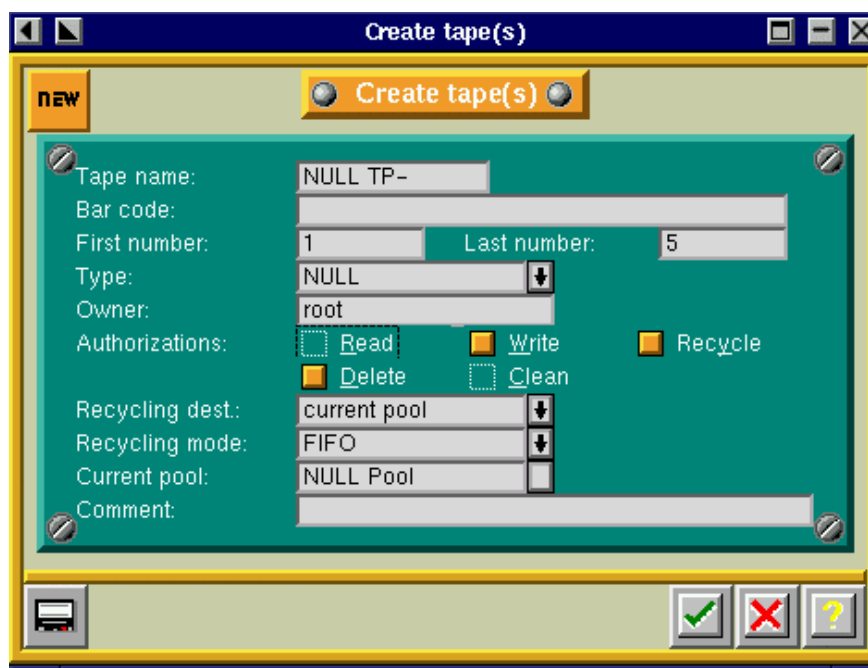 Create tape(s)
NEW Create tape(s)
Tape name: NULL TP-
Bar code:
First number: 1 Last number: 5
Type: NULL
Owner: root
Authorizations: Read Write Recycle
Delete Clean
Recycling dest.: current pool
Recycling mode: FIFO
Current pool: NULL Pool
Comment:
?